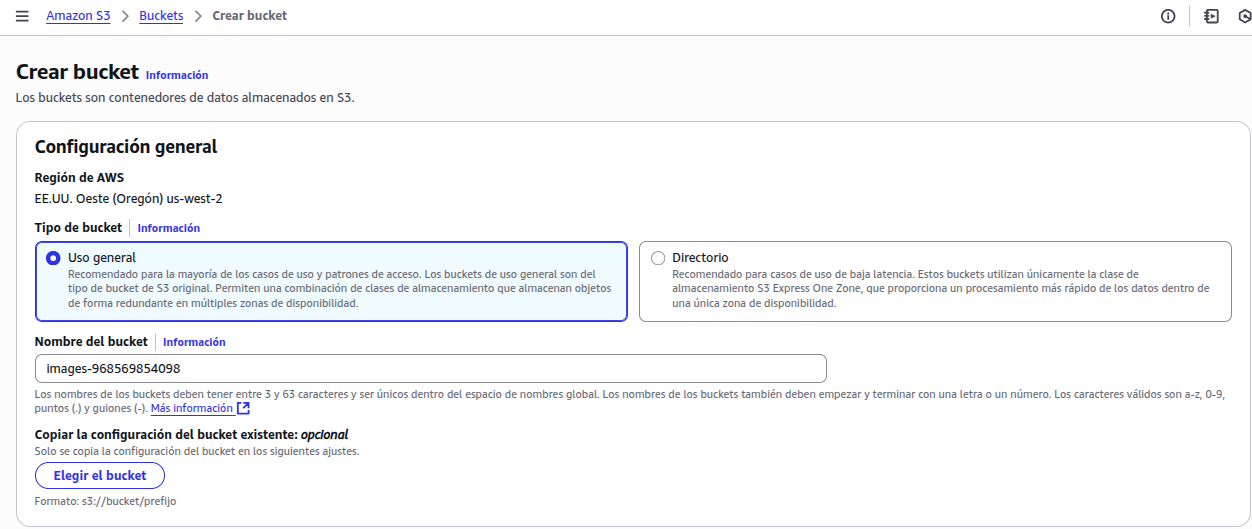 Amazon S3 > Buckets > Crear bucket
Crear bucket Información
Los buckets son contenedores de datos almacenados en S3.
Configuración general
Región de AWS
EE.UU. Oeste (Oregón) us-west-2
Tipo de bucket Información
Uso general
Recomendado para la mayoría de los casos de uso y patrones de acceso. Los buckets de uso general son del
tipo de bucket de S3 original. Permiten una combinación de clases de almacenamiento que almacenan objetos
de forma redundante en múltiples zonas de disponibilidad.
Directorio
Recomendado para casos de uso de baja latencia. Estos buckets utilizan únicamente la clase de
almacenamiento S3 Express One Zone, que proporciona un procesamiento más rápido de los datos dentro de
una única zona de disponibilidad.
Nombre del bucket Información
images-968569854098
Los nombres de los buckets deben tener entre 3 y 63 caracteres y ser únicos dentro del espacio de nombres global. Los nombres de los buckets también deben empezar y terminar con una letra o un número. Los caracteres válidos son a-z, 0-9,
puntos (.) y guiones (-). Más información
Copiar la configuración del bucket existente: opcional
Solo se copia la configuración del bucket en los siguientes ajustes.
Elegir el bucket
Formato: s3://bucket/prefijo